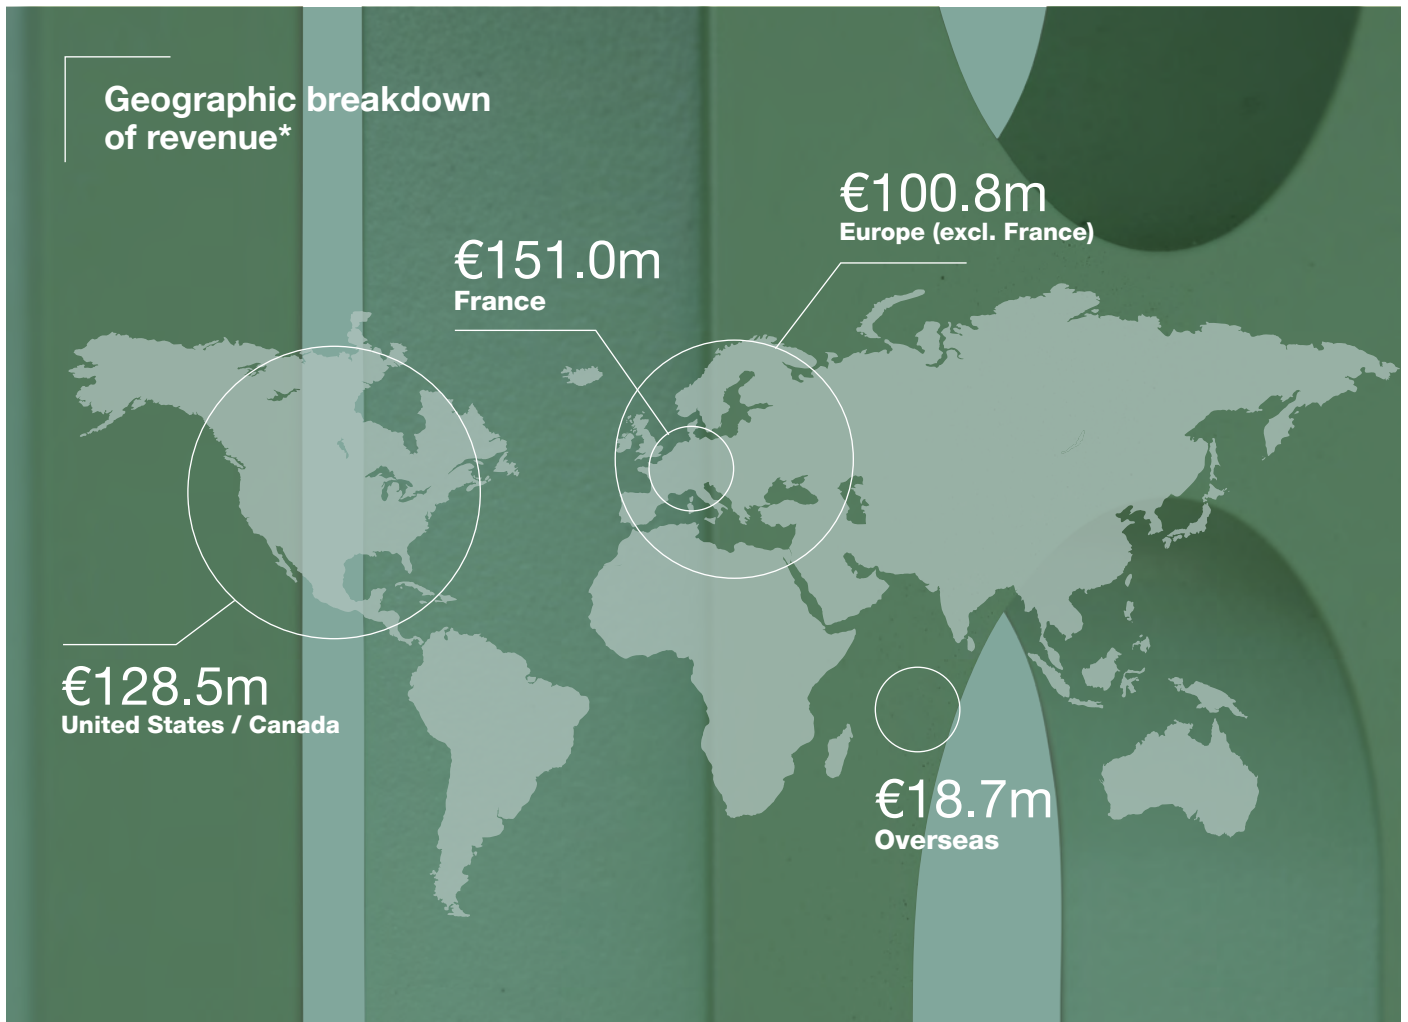 Geographic breakdown
of revenue*
€100.8m
Europe (excl. France)
€151.0m
France
€128.5m
United States / Canada
€18.7m
Overseas